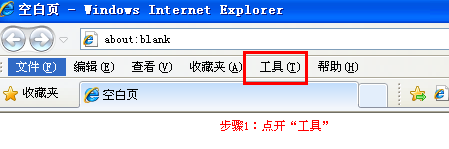 空白页 - Windows Internet Explorer
about:blank
文件(F) 编辑(E) 查看(V) 收藏夹(A) 工具(T) 帮助(H)
收藏夹 空白页
步骤1：点开“工具”